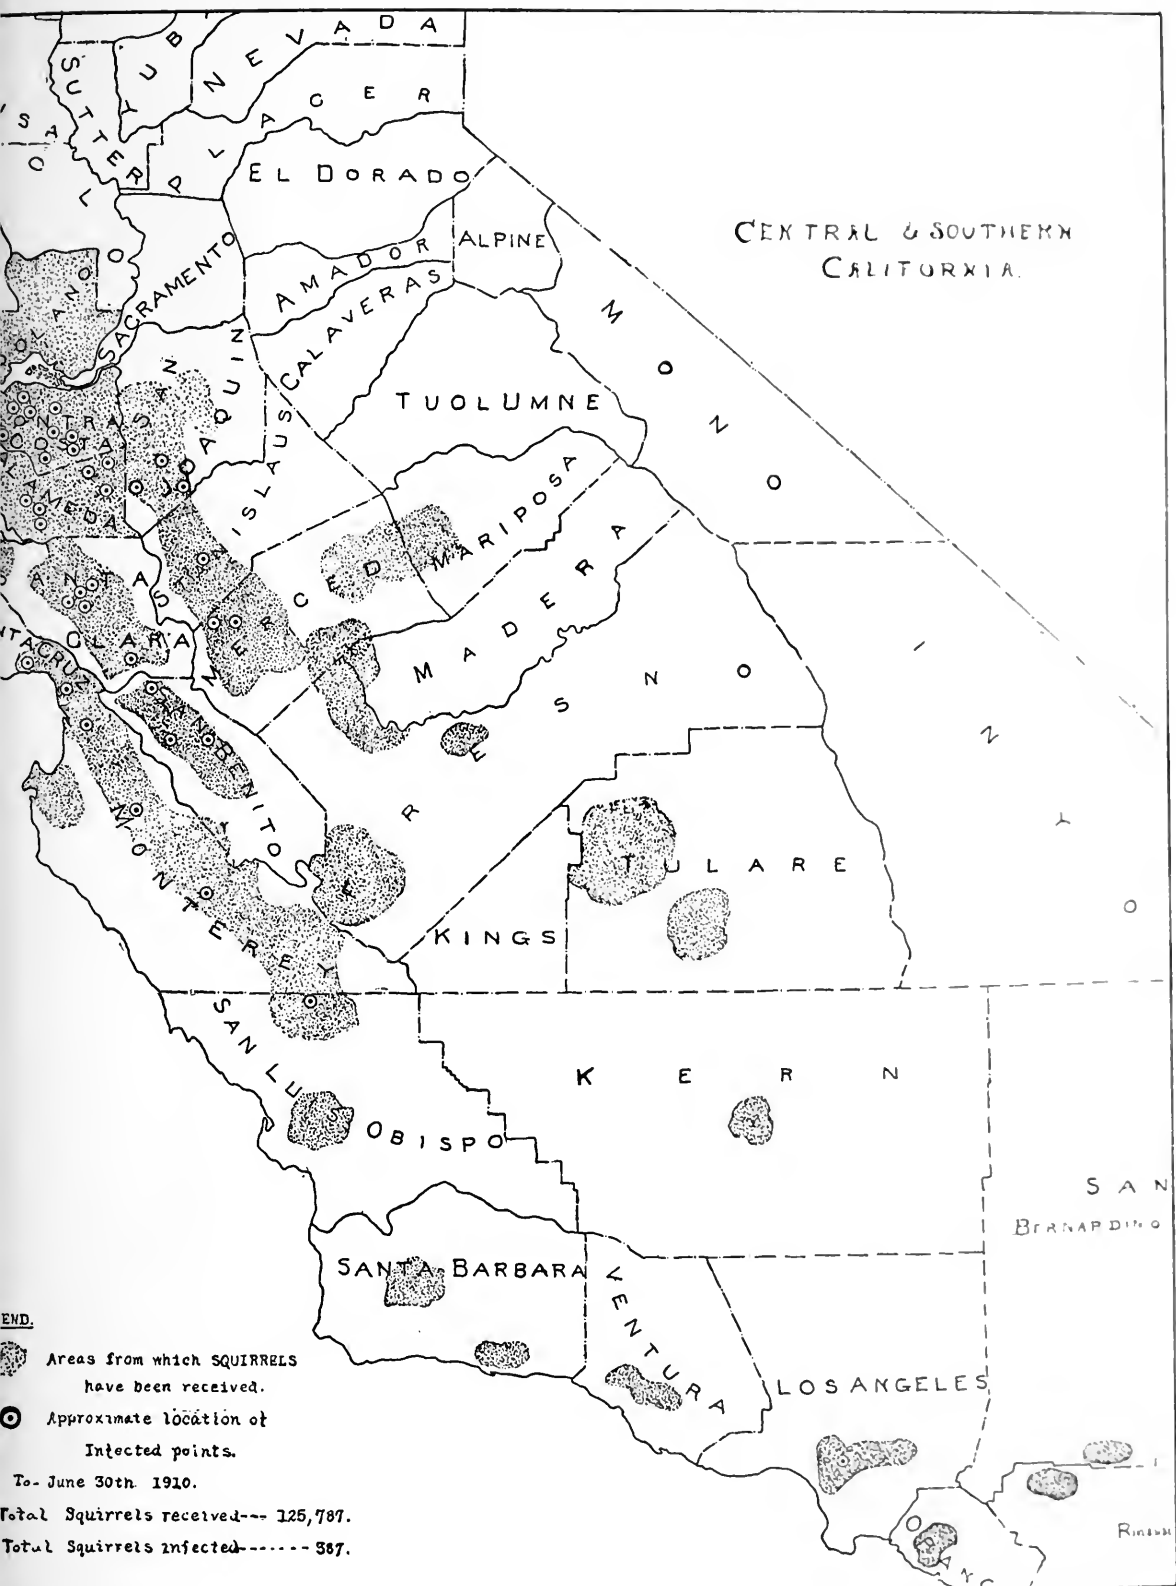 NEVADA
YUB
SUTTER
PLACER
EL DORADO
CENTRAL & SOUTHERN
CALIFORNIA.
ALPINE
AMADOR
SACRAMENTO
CALAVERAS
MONO
SAN
JOAQUIN
TUOLUMNE
STANISLAUS
MARIPOSA
MERCED
MADERA
ALAMEDA
CLARA
SAN BENITO
FRESNO
INYO
MONTEREY
TULARE
KINGS
SAN LUIS
OBISPO
KERN
SAN
BERNARDINO
SANTA BARBARA
VENTURA
LOS ANGELES
END.
Areas from which SQUIRRELS
have been received.
Approximate location of
Infected points.
To- June 30th. 1910.
Total Squirrels received--- 125,787.
Total Squirrels infected------- 387.